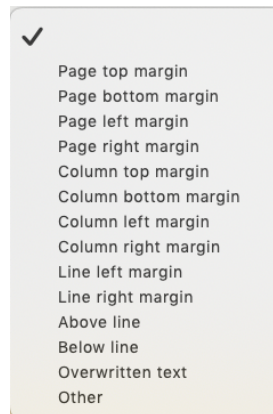 Page top margin
Page bottom margin
Page left margin
Page right margin
Column top margin
Column bottom margin
Column left margin
Column right margin
Line left margin
Line right margin
Above line
Below line
Overwritten text
Other